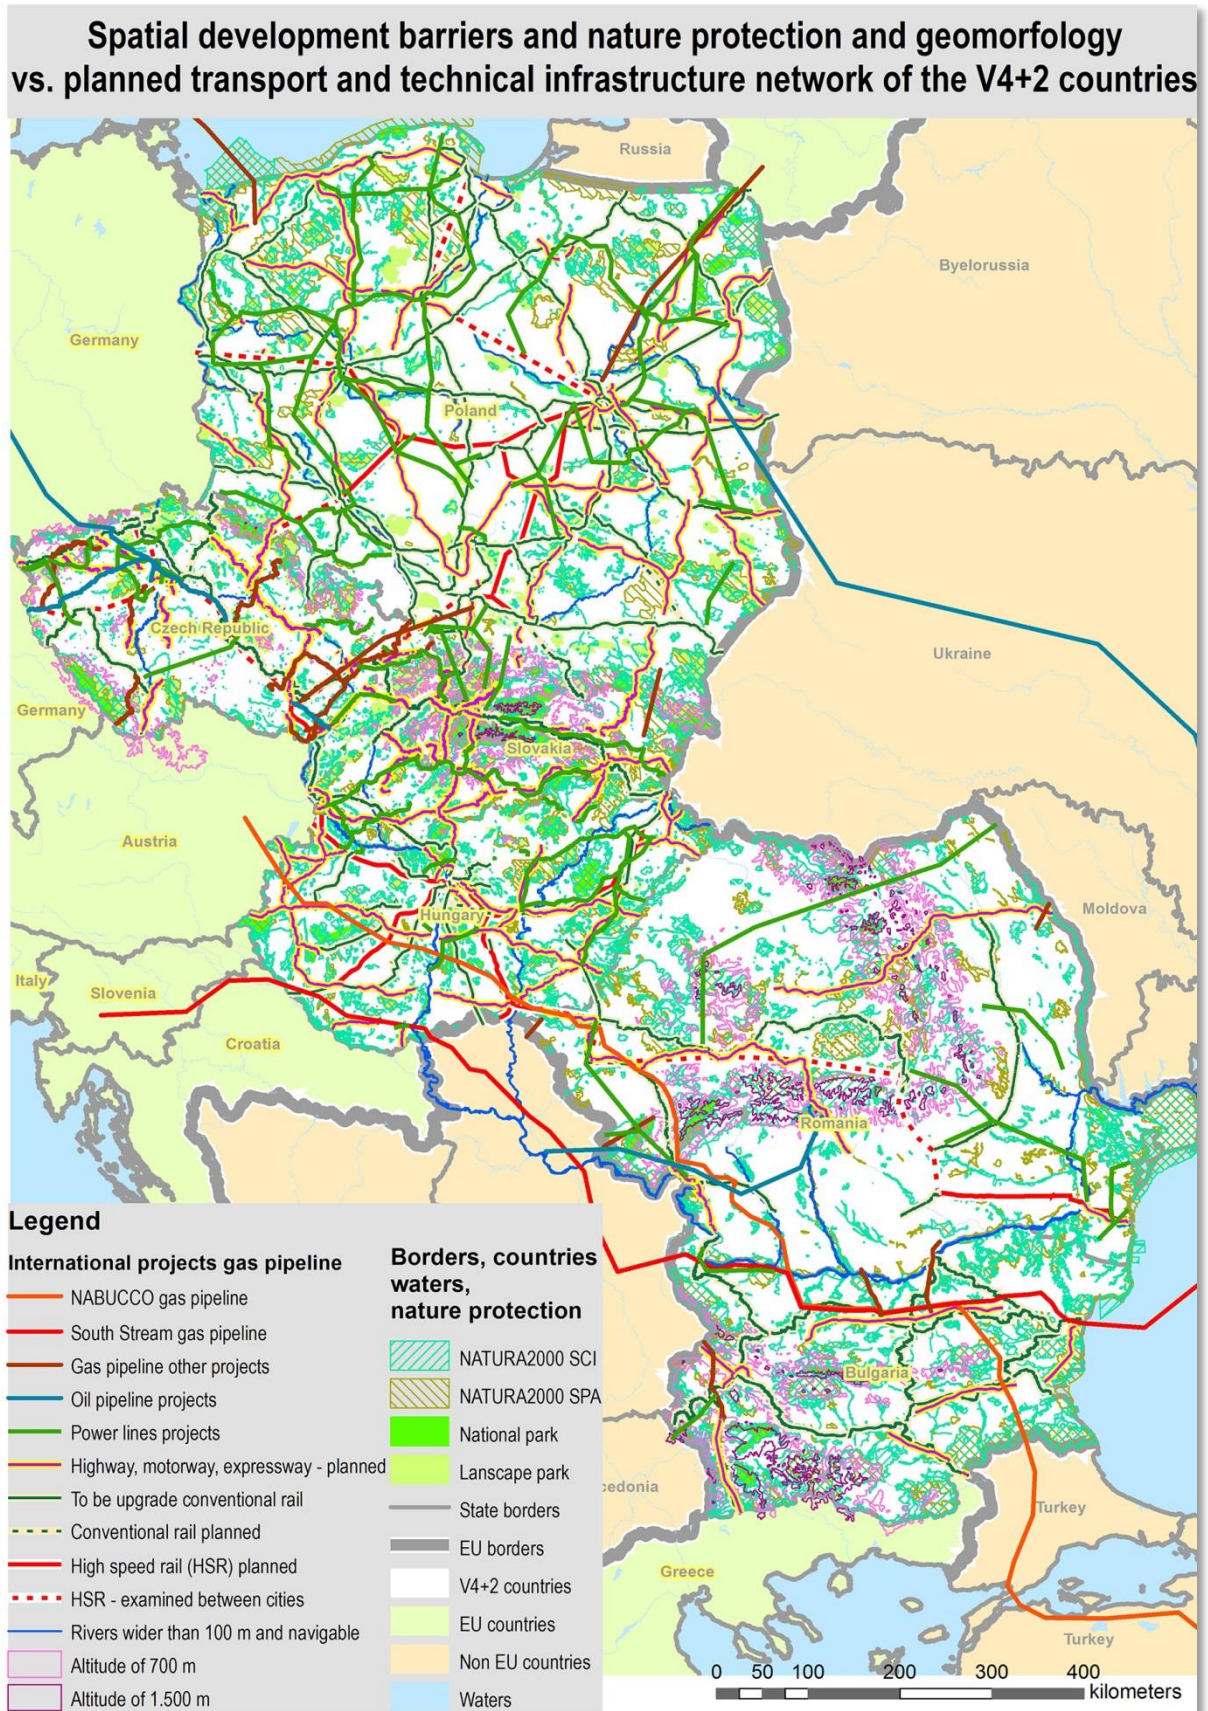 Spatial development barriers and nature protection and geomorfology
vs. planned transport and technical infrastructure network of the V4+2 countries
Russia
Byelorussia
Germany
Poland
Czech Republic
Ukraine
Germany
Slovakia
Austria
Moldova
Hungary
Italy
Slovenia
Croatia
Romania
Bulgaria
cedonia
Turkey
Greece
Turkey
Legend
International projects gas pipeline
NABUCCO gas pipeline
South Stream gas pipeline
Gas pipeline other projects
Oil pipeline projects
Power lines projects
Highway, motorway, expressway - planned
To be upgrade conventional rail
Conventional rail planned
High speed rail (HSR) planned
HSR - examined between cities
Rivers wider than 100 m and navigable
Altitude of 700 m
Altitude of 1.500 m
Borders, countries
waters,
nature protection
NATURA2000 SCI
NATURA2000 SPA
National park
Lanscape park
State borders
EU borders
V4+2 countries
EU countries
Non EU countries
Waters
0 50 100 200 300 400
kilometers